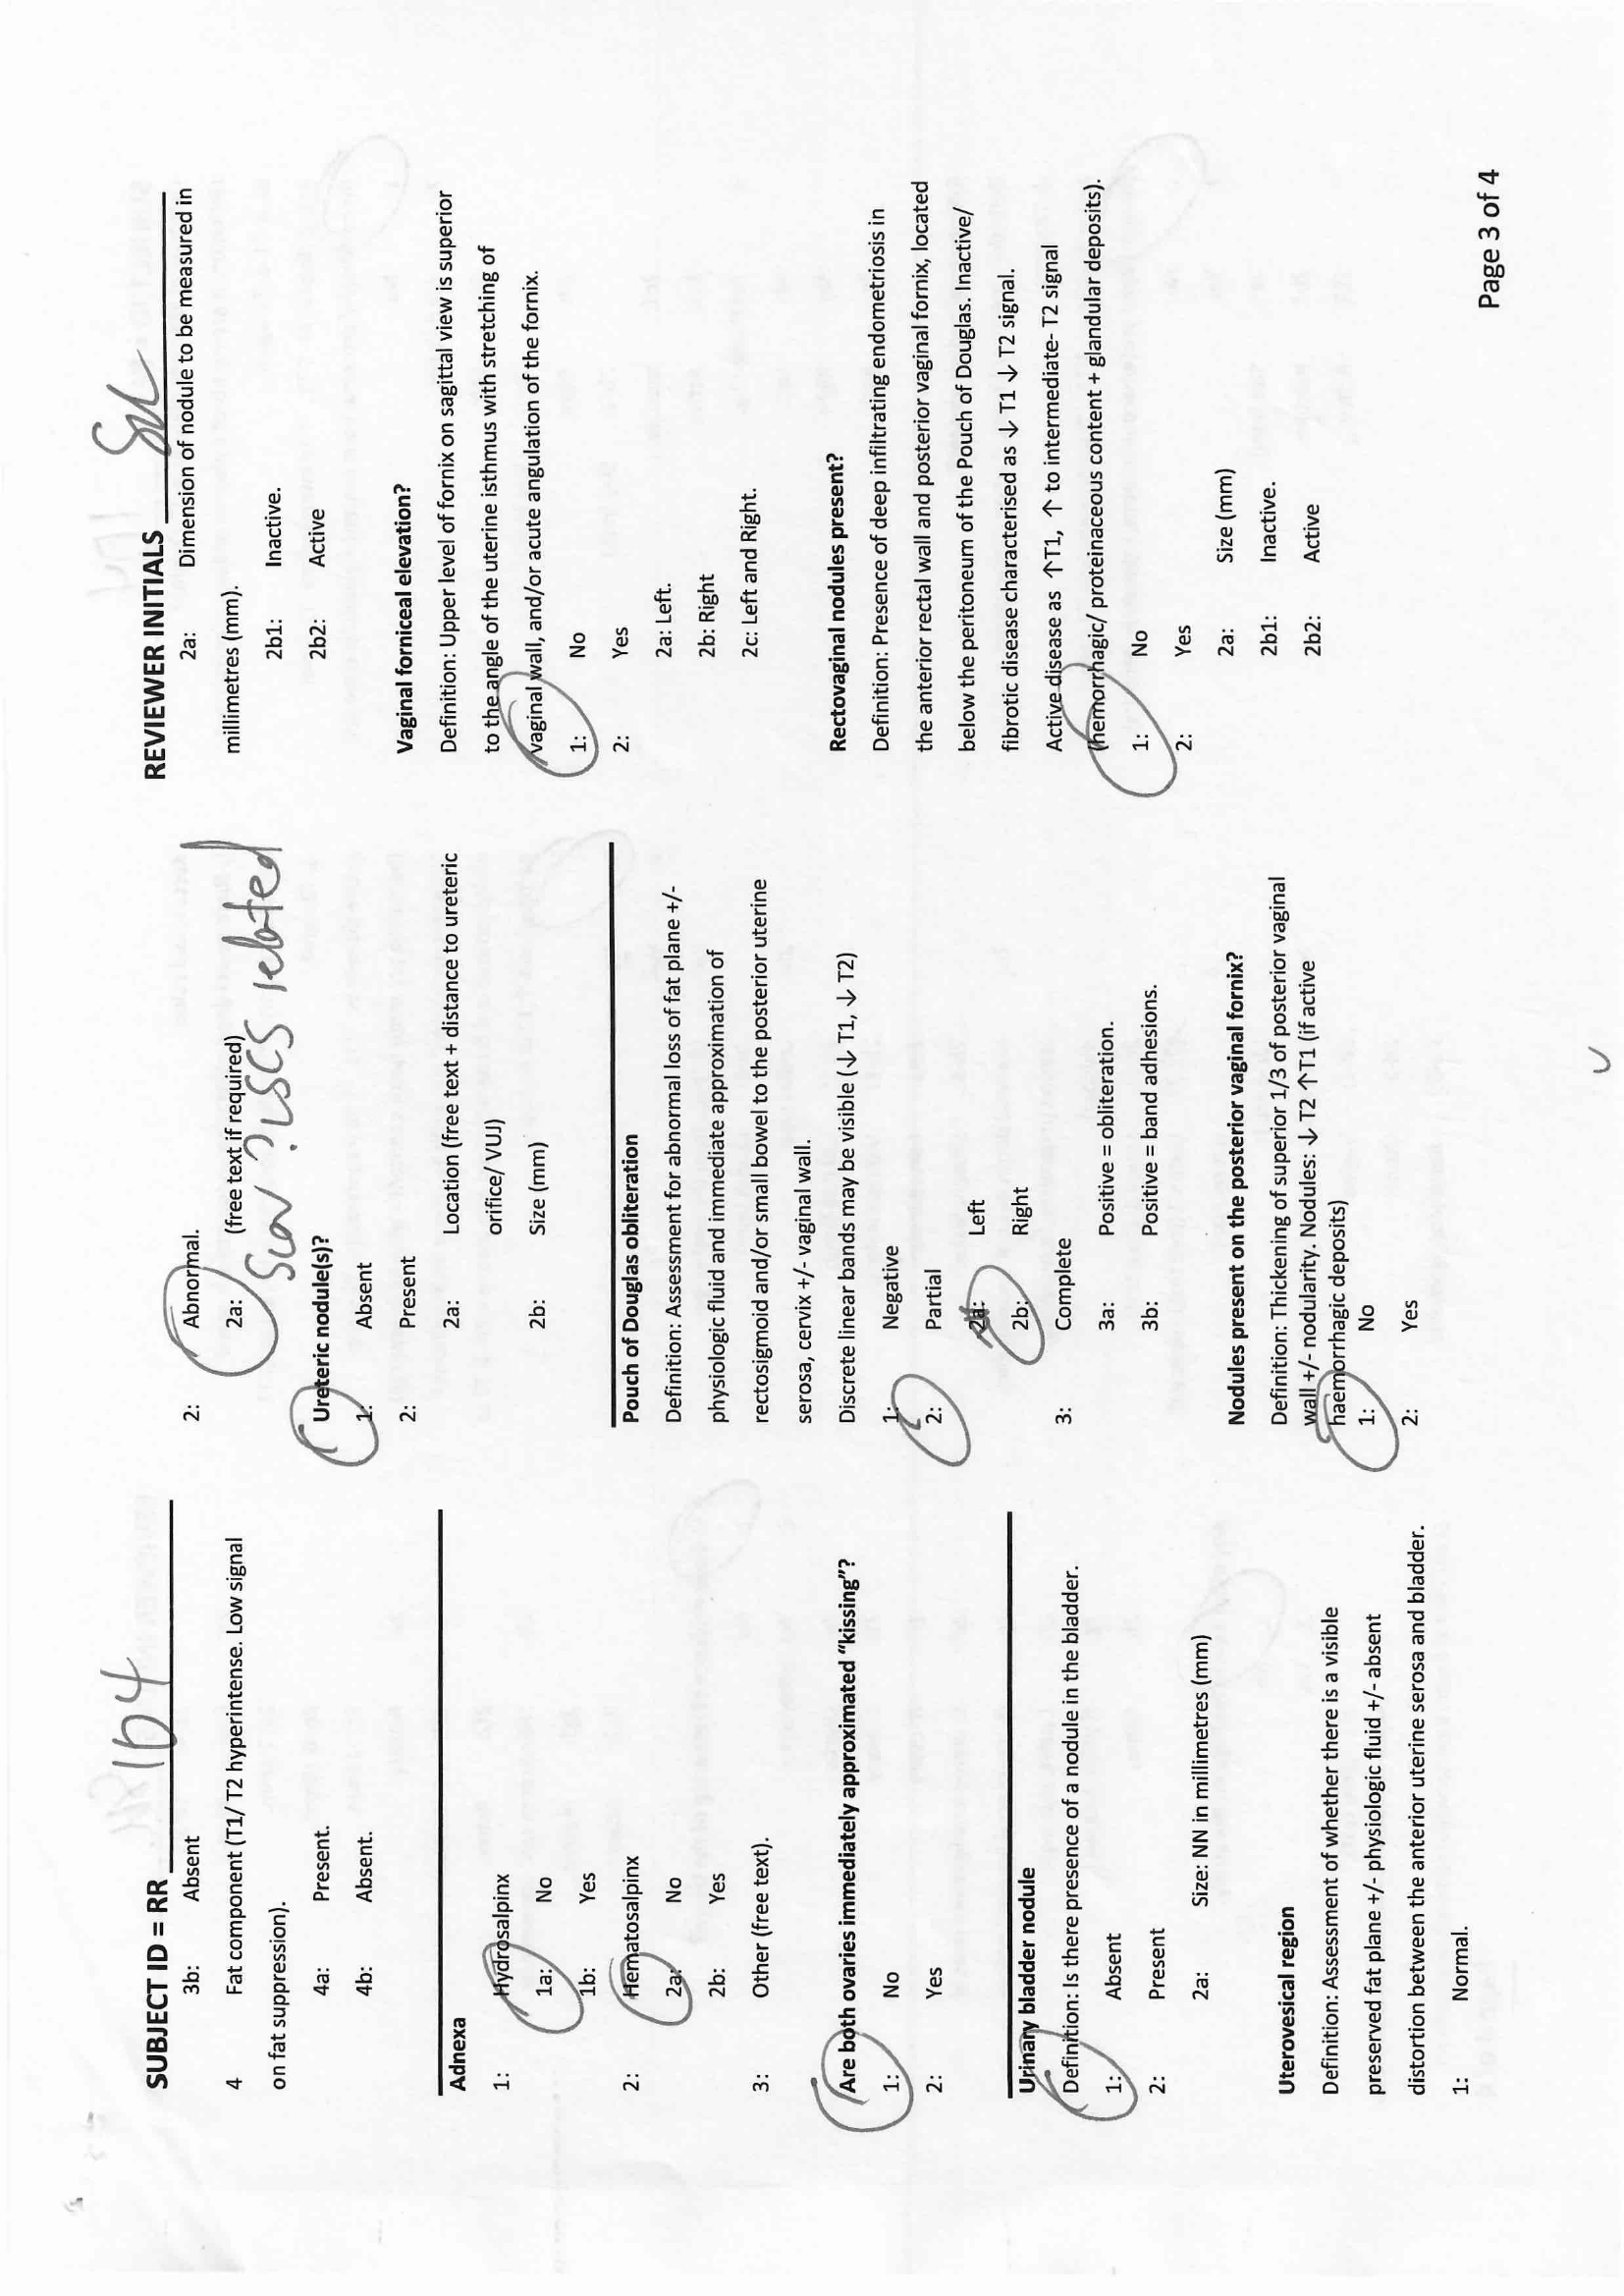 SUBJECT ID = RR 164
3b: Absent
4 Fat component (T1/ T2 hyperintense. Low signal
on fat suppression).
4a: Present.
4b: Absent.
Adnexa
1: Hydrosalpinx
1a: No
1b: Yes
2: Hematosalpinx
2a: No
2b: Yes
3: Other (free text).
Are both ovaries immediately approximated "kissing"?
1: No
2: Yes
Urinary bladder nodule
Definition: Is there presence of a nodule in the bladder.
1: Absent
2: Present
2a: Size: NN in millimetres (mm)
Uterovesical region
Definition: Assessment of whether there is a visible
preserved fat plane +/- physiologic fluid +/- absent
distortion between the anterior uterine serosa and bladder.
1: Normal.
2: Abnormal.
2a: (free text if required)
Scar ?LSCS related
Ureteric nodule(s)?
1: Absent
2: Present
2a: Location (free text + distance to ureteric
orifice/ VUJ)
2b: Size (mm)
Pouch of Douglas obliteration
Definition: Assessment for abnormal loss of fat plane +/-
physiologic fluid and immediate approximation of
rectosigmoid and/or small bowel to the posterior uterine
serosa, cervix +/- vaginal wall.
Discrete linear bands may be visible (↓ T1, ↓ T2)
1: Negative
2: Partial
2a: Left
2b: Right
3: Complete
3a: Positive = obliteration.
3b: Positive = band adhesions.
Nodules present on the posterior vaginal fornix?
Definition: Thickening of superior 1/3 of posterior vaginal
wall +/- nodularity. Nodules: ↓ T2 ↑T1 (if active
haemorrhagic deposits)
1: No
2: Yes
REVIEWER INITIALS
2a: Dimension of nodule to be measured in
millimetres (mm).
2b1: Inactive.
2b2: Active
Vaginal forniceal elevation?
Definition: Upper level of fornix on sagittal view is superior
to the angle of the uterine isthmus with stretching of
vaginal wall, and/or acute angulation of the fornix.
1: No
2: Yes
2a: Left.
2b: Right
2c: Left and Right.
Rectovaginal nodules present?
Definition: Presence of deep infiltrating endometriosis in
the anterior rectal wall and posterior vaginal fornix, located
below the peritoneum of the Pouch of Douglas. Inactive/
fibrotic disease characterised as ↓ T1 ↓ T2 signal.
Active disease as ↑T1, ↑ to intermediate- T2 signal
(hemorrhagic/ proteinaceous content + glandular deposits).
1: No
2: Yes
2a: Size (mm)
2b1: Inactive.
2b2: Active
Page 3 of 4